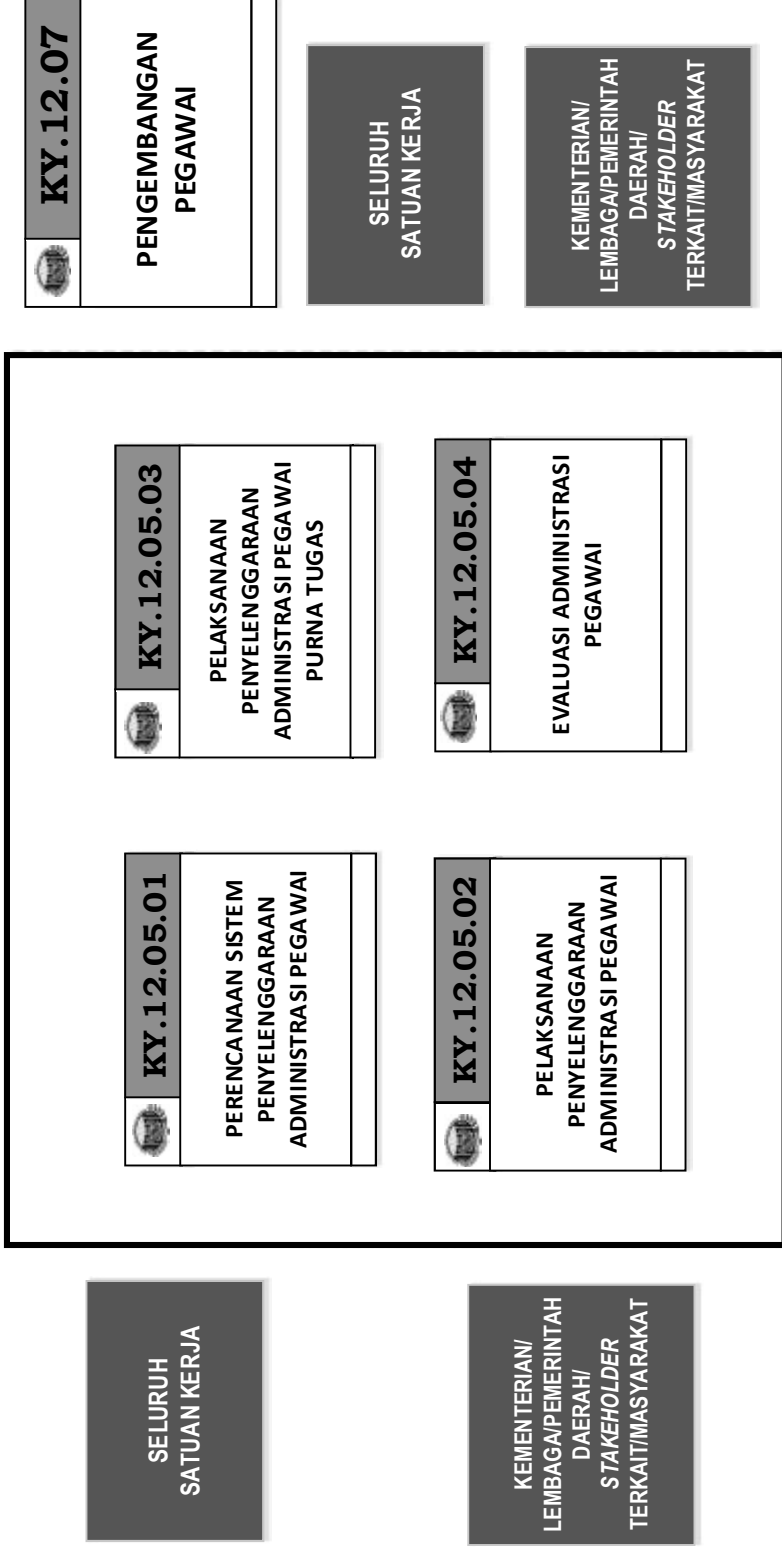 SELURUH
SATUAN KERJA
KEMENTERIAN/
LEMBAGA/PEMERINTAH
DAERAH/
STAKEHOLDER
TERKAIT/MASYARAKAT
KY.12.05.01
PERENCANAAN SISTEM
PENYELENGGARAAN
ADMINISTRASI PEGAWAI
KY.12.05.02
PELAKSANAAN
PENYELENGGARAAN
ADMINISTRASI PEGAWAI
KY.12.05.03
PELAKSANAAN
PENYELENGGARAAN
ADMINISTRASI PEGAWAI
PURNA TUGAS
KY.12.05.04
EVALUASI ADMINISTRASI
PEGAWAI
KY.12.07
PENGEMBANGAN
PEGAWAI
SELURUH
SATUAN KERJA
KEMENTERIAN/
LEMBAGA/PEMERINTAH
DAERAH/
STAKEHOLDER
TERKAIT/MASYARAKAT